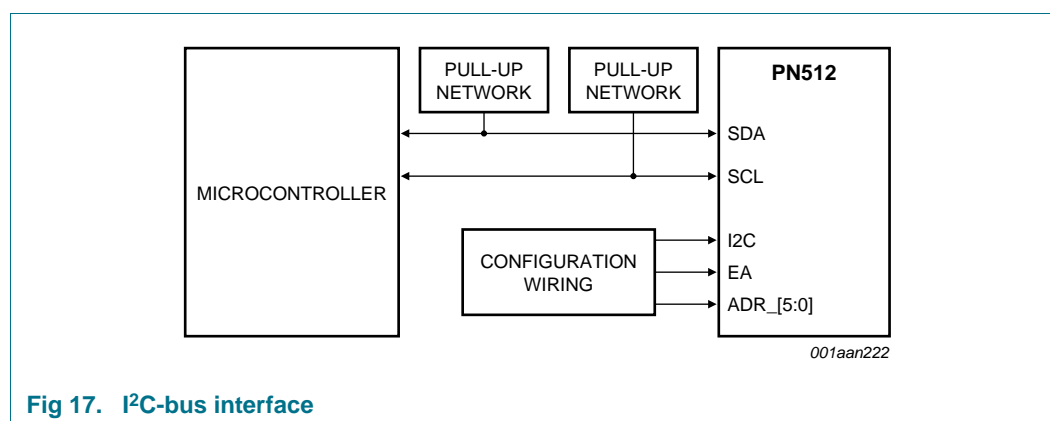 PULL-UP
NETWORK
PULL-UP
NETWORK
PN512
SDA
SCL
MICROCONTROLLER
I2C
EA
ADR_[5:0]
CONFIGURATION
WIRING
001aan222
Fig 17. I²C-bus interface